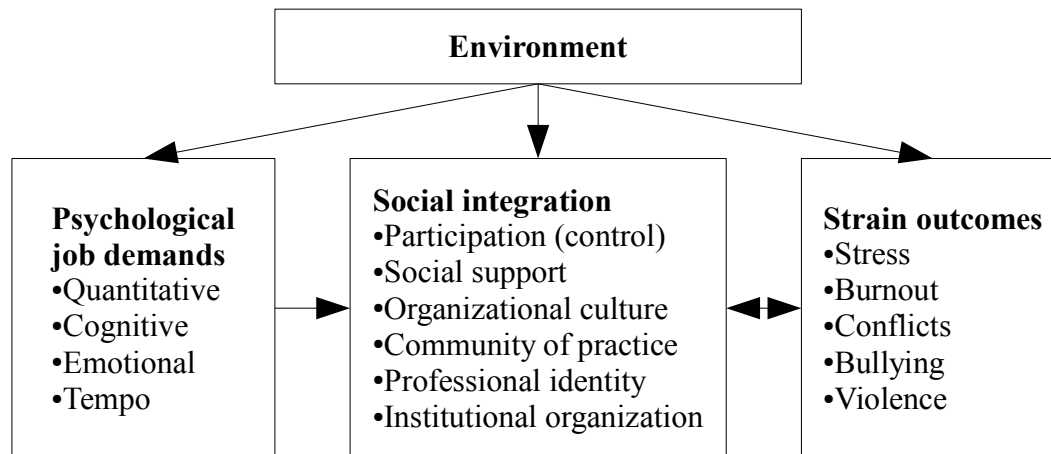 Environment
Psychological
job demands
•Quantitative
•Cognitive
•Emotional
•Tempo
Social integration
•Participation (control)
•Social support
•Organizational culture
•Community of practice
•Professional identity
•Institutional organization
Strain outcomes
•Stress
•Burnout
•Conflicts
•Bullying
•Violence